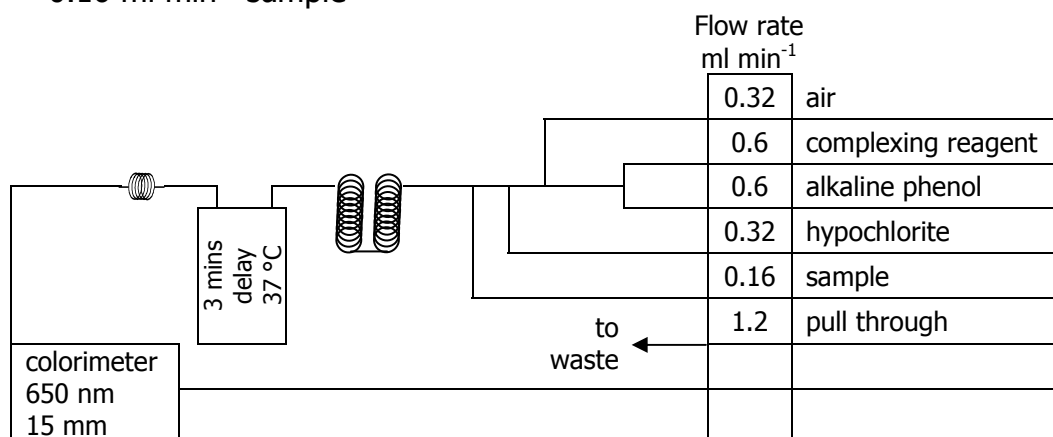 Flow rate
ml min-1
0.32 air
0.6 complexing reagent
0.6 alkaline phenol
0.32 hypochlorite
0.16 sample
1.2 pull through
3 mins
delay
37 °C
to
waste
colorimeter
650 nm
15 mm